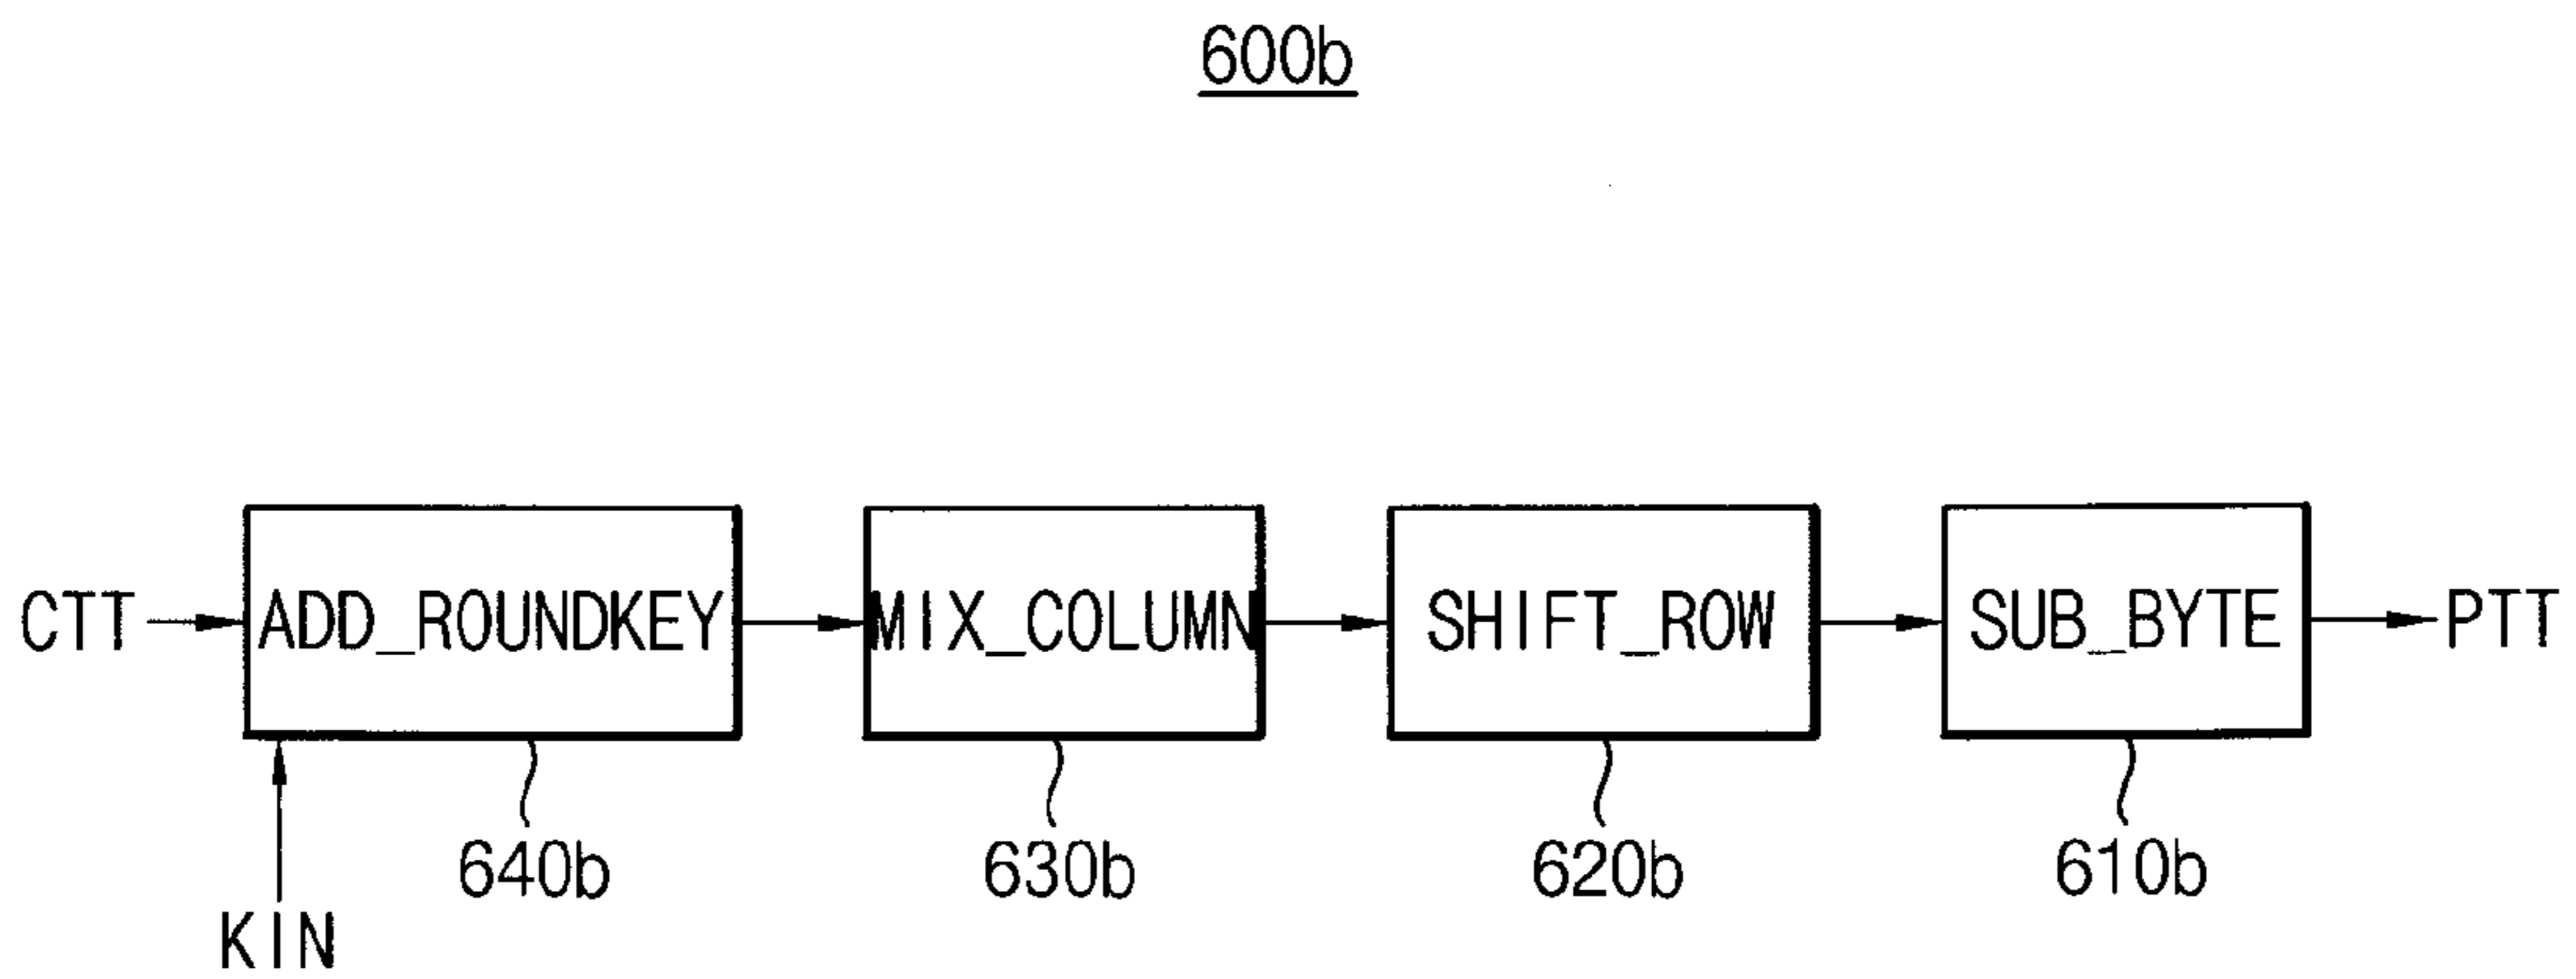 600b
CTT ADD_ROUNDKEY MIX_COLUMN SHIFT_ROW SUB_BYTE PTT
640b 630b 620b 610b
KIN